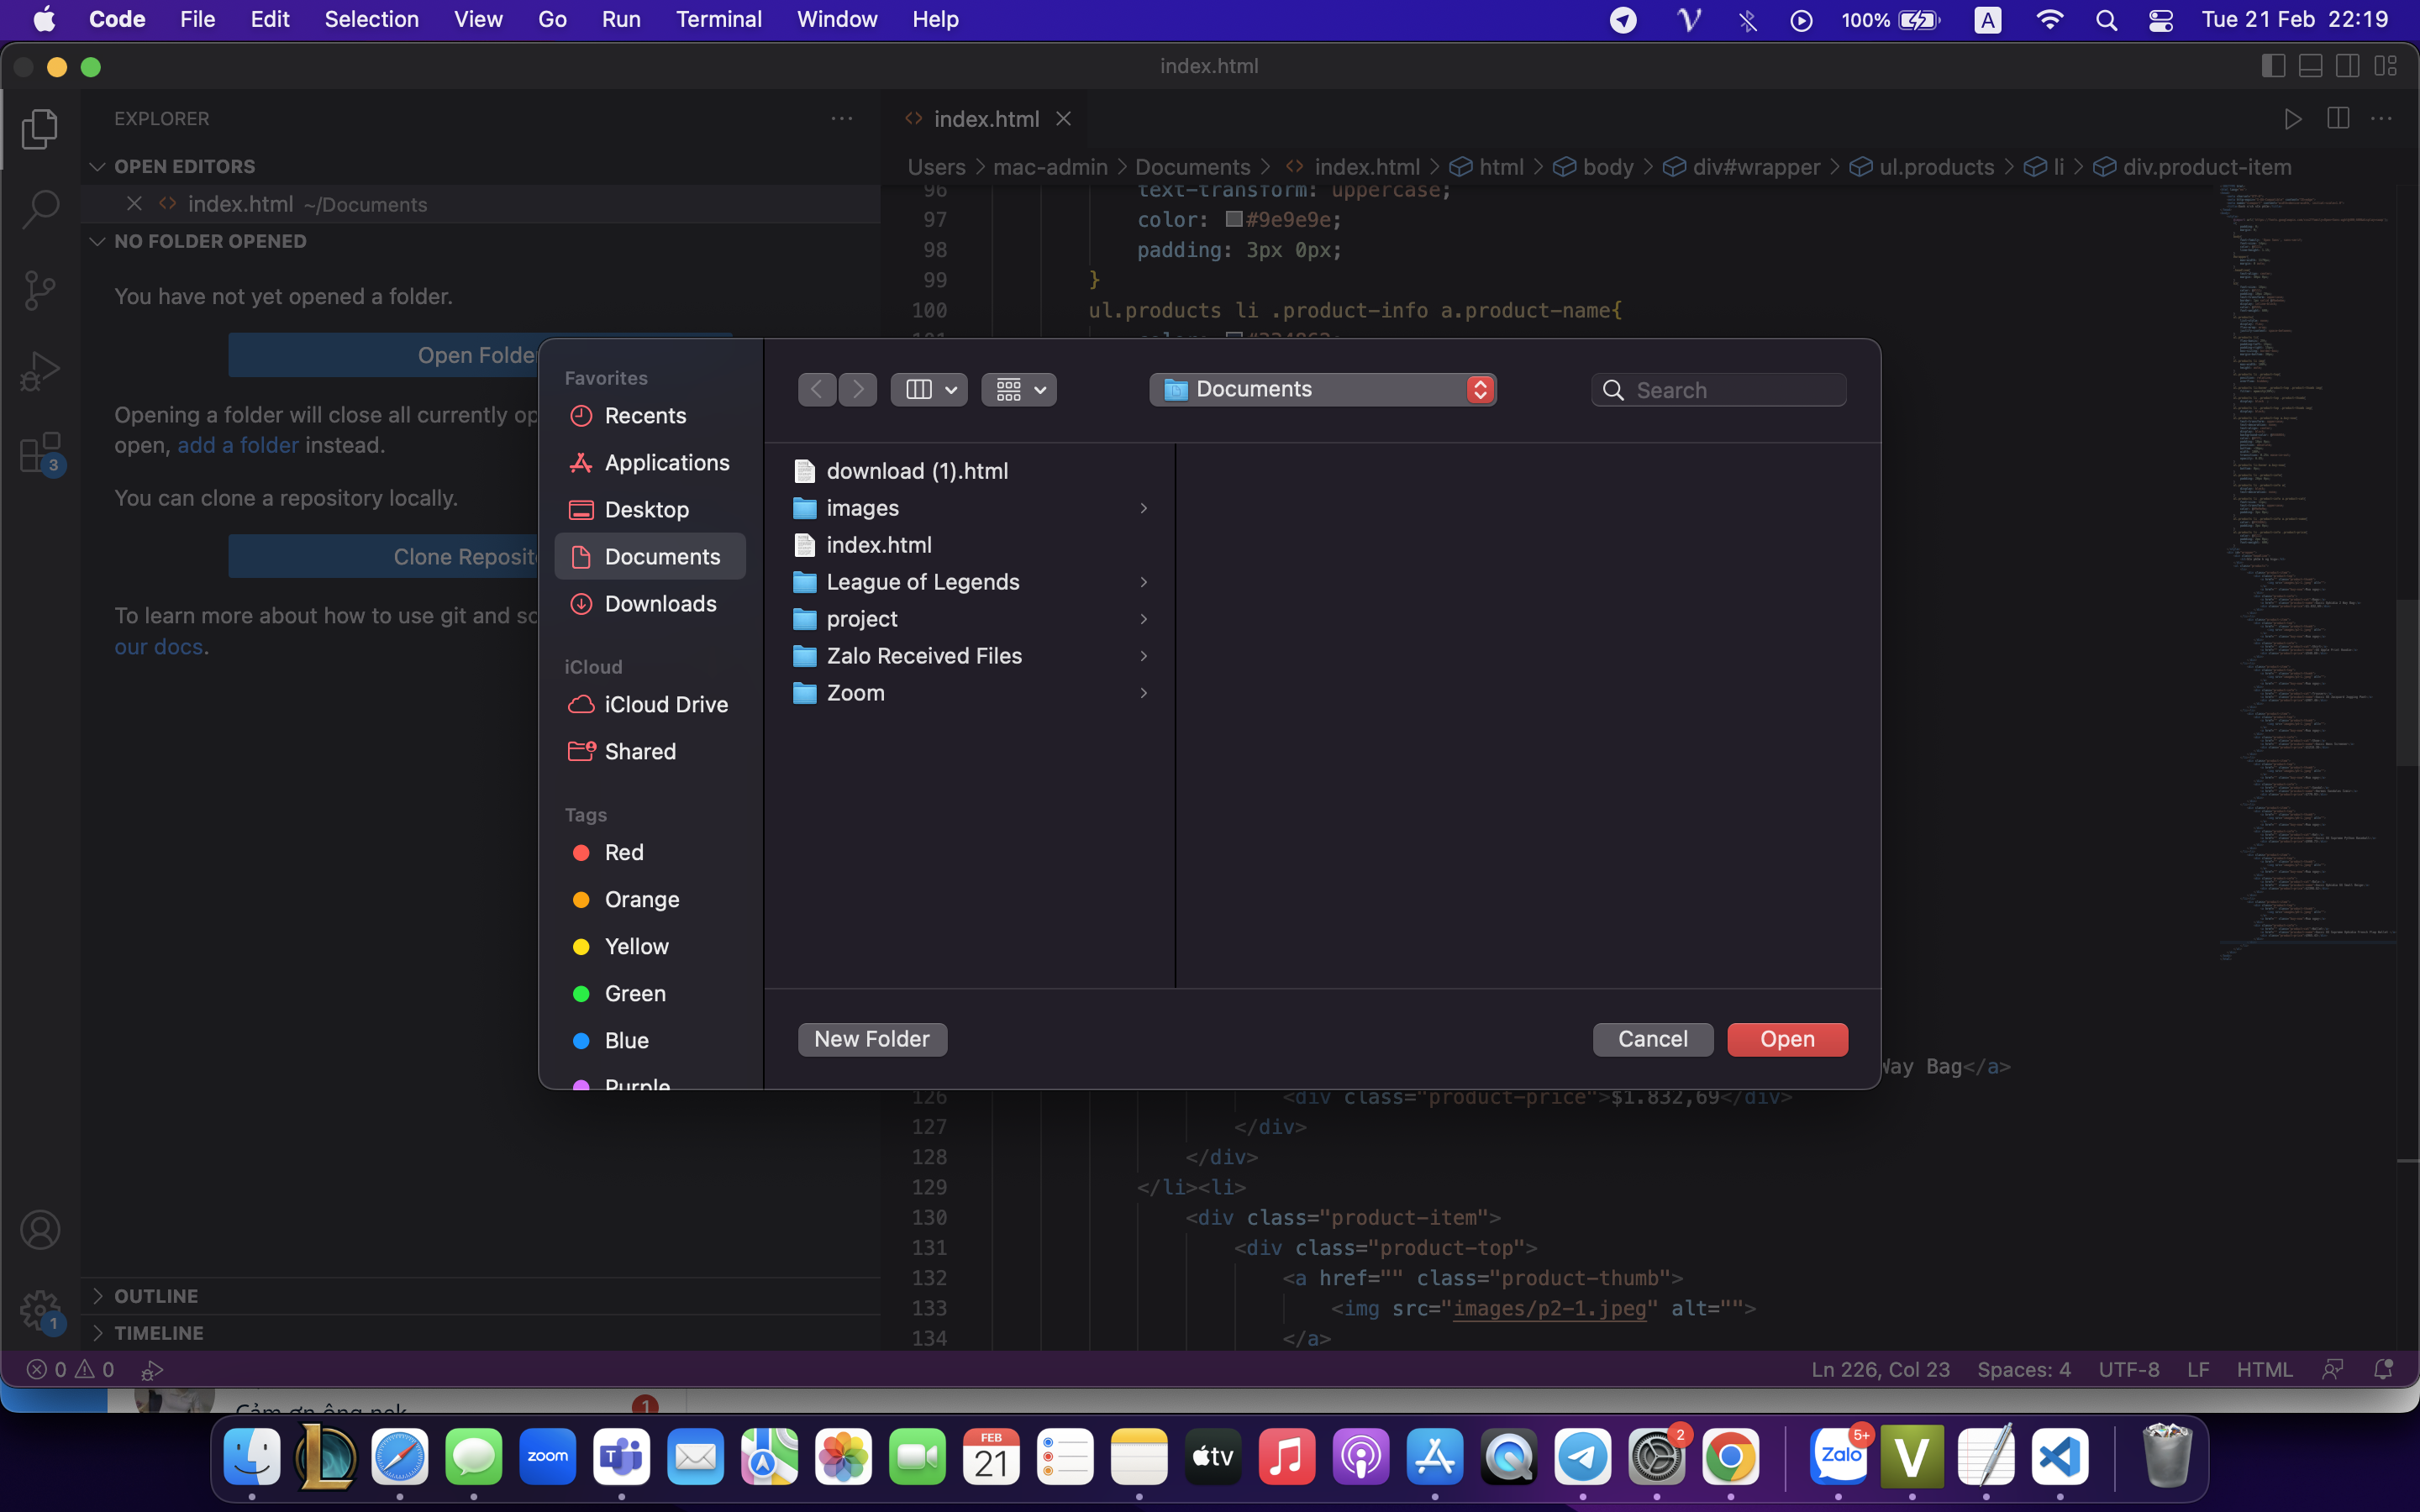 Code File Edit Selection View Go Run Terminal Window Help 100% A Tue 21 Feb 22:19
index.html
EXPLORER
OPEN EDITORS
index.html ~/Documents
NO FOLDER OPENED
You have not yet opened a folder.
Open Folde
Opening a folder will close all currently op
open, add a folder instead.
You can clone a repository locally.
Clone Reposit
To learn more about how to use git and so
our docs.
OUTLINE
TIMELINE
3
1
index.html
Users > mac-admin > Documents > index.html > html > body > div#wrapper > ul.products > li > div.product-item
96 text-transform: uppercase;
97 color: #9e9e9e;
98 padding: 3px 0px;
99 }
100 ul.products li .product-info a.product-name{
Favorites
Recents
Applications
Desktop
Documents
Downloads
iCloud
iCloud Drive
Shared
Tags
Red
Orange
Yellow
Green
Blue
Purple
Documents
Search
download (1).html
images
index.html
League of Legends
project
Zalo Received Files
Zoom
New Folder
Cancel
Open
Way Bag</a>
126 <div class="product-price">$1.832,69</div>
127 </div>
128 </div>
129 </li><li>
130 <div class="product-item">
131 <div class="product-top">
132 <a href="" class="product-thumb">
133 <img src="images/p2-1.jpeg" alt="">
134 </a>
0 0
Ln 226, Col 23 Spaces: 4 UTF-8 LF HTML
Cảm ơn ông nek
1
zoom
FEB
21
tv
2
Zalo
5+
V